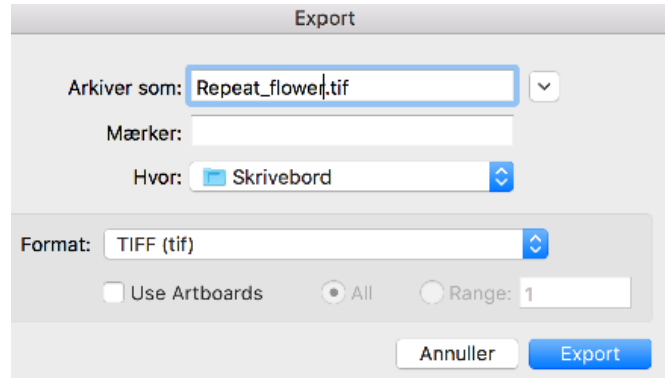 Export
Arkiver som: Repeat_flower.tif
Mærker:
Hvor: Skrivebord
Format: TIFF (tif)
Use Artboards All Range: 1
Annuller Export